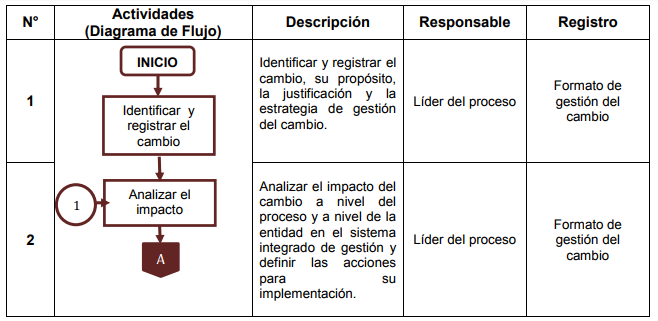 N°
Actividades
(Diagrama de Flujo)
Descripción
Responsable
Registro
1
INICIO
Identificar y
registrar el
cambio
Identificar y registrar el
cambio, su propósito,
la justificación y la
estrategia de gestión
del cambio.
Líder del proceso
Formato de
gestión del
cambio
2
1
Analizar el
impacto
A
Analizar el impacto del
cambio a nivel del
proceso y a nivel de la
entidad en el sistema
integrado de gestión y
definir las acciones
para su
implementación.
Líder del proceso
Formato de
gestión del
cambio